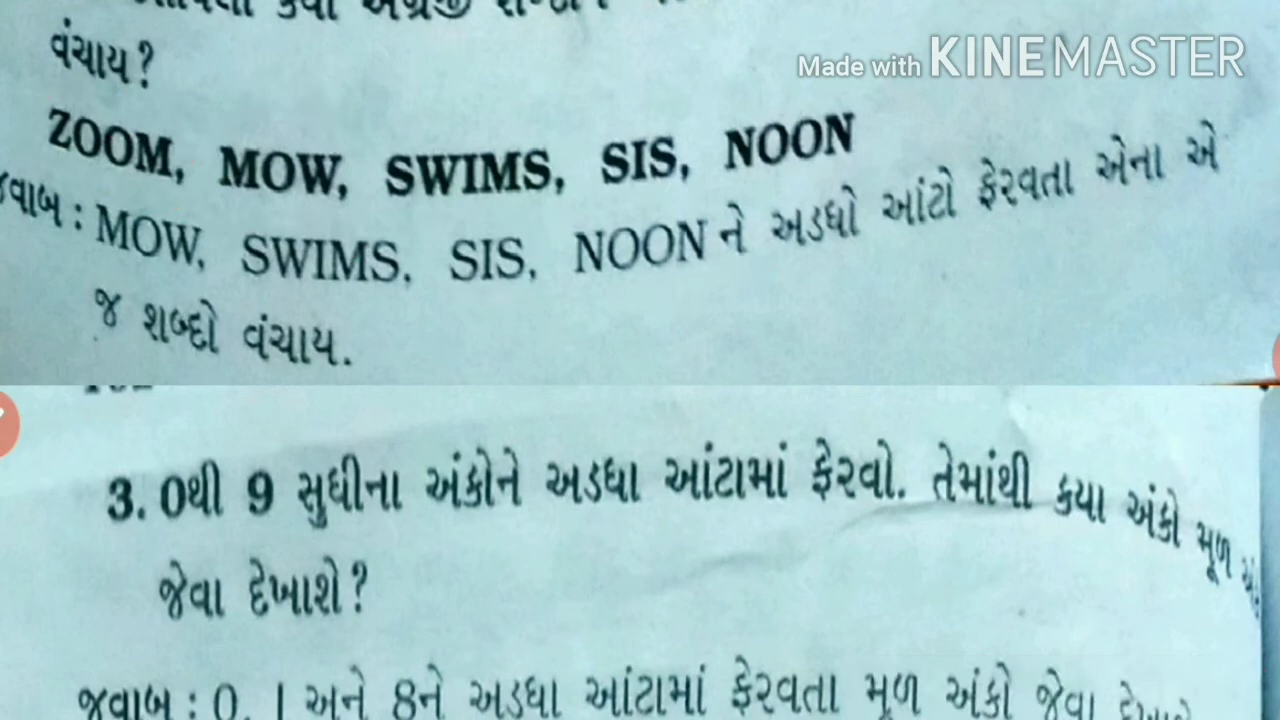 Made with KINEMASTER
વંચાય?
ZOOM, MOW, SWIMS, SIS, NOON
જવાબ : MOW, SWIMS, SIS, NOON ને અડધો આંટો ફેરવતા એના એ
જ શબ્દો વંચાય.
3. 0થી 9 સુધીના અંકોને અડધા આંટામાં ફેરવો. તેમાંથી કયા અંકો મૂળ
જેવા દેખાશે?
જવાબ : 0, 1 અને 8ને અડધા આંટામાં ફેરવતા મૂળ અંકો જેવા